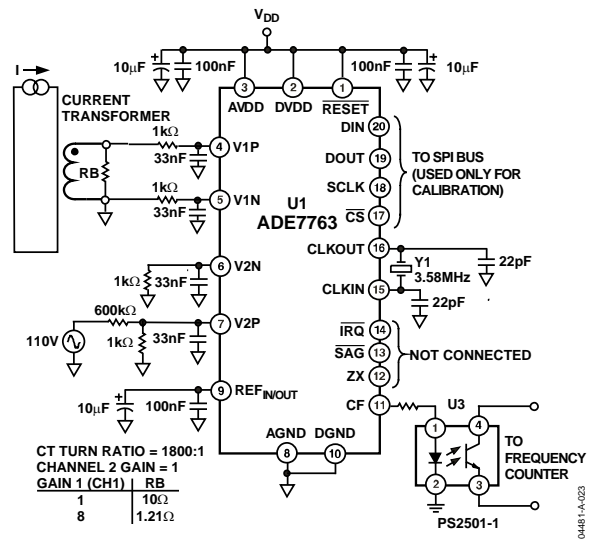 VDD
10µF
100nF
100nF
10µF
3
2
1
AVDD
DVDD
RESET
I
CURRENT
TRANSFORMER
RB
1kΩ
33nF
4
V1P
1kΩ
33nF
5
V1N
U1
ADE7763
DIN
20
DOUT
19
SCLK
18
CS
17
TO SPI BUS
(USED ONLY FOR
CALIBRATION)
CLKOUT
16
Y1
3.58MHz
22pF
CLKIN
15
22pF
1kΩ
33nF
6
V2N
600kΩ
110V
1kΩ
33nF
7
V2P
IRQ
14
SAG
13
ZX
12
NOT CONNECTED
10µF
100nF
9
REFIN/OUT
CF
11
U3
1
4
2
3
TO
FREQUENCY
COUNTER
PS2501-1
AGND
DGND
8
10
CT TURN RATIO = 1800:1
CHANNEL 2 GAIN = 1
GAIN 1 (CH1) RB
1 10Ω
8 1.21Ω
04481-A-023